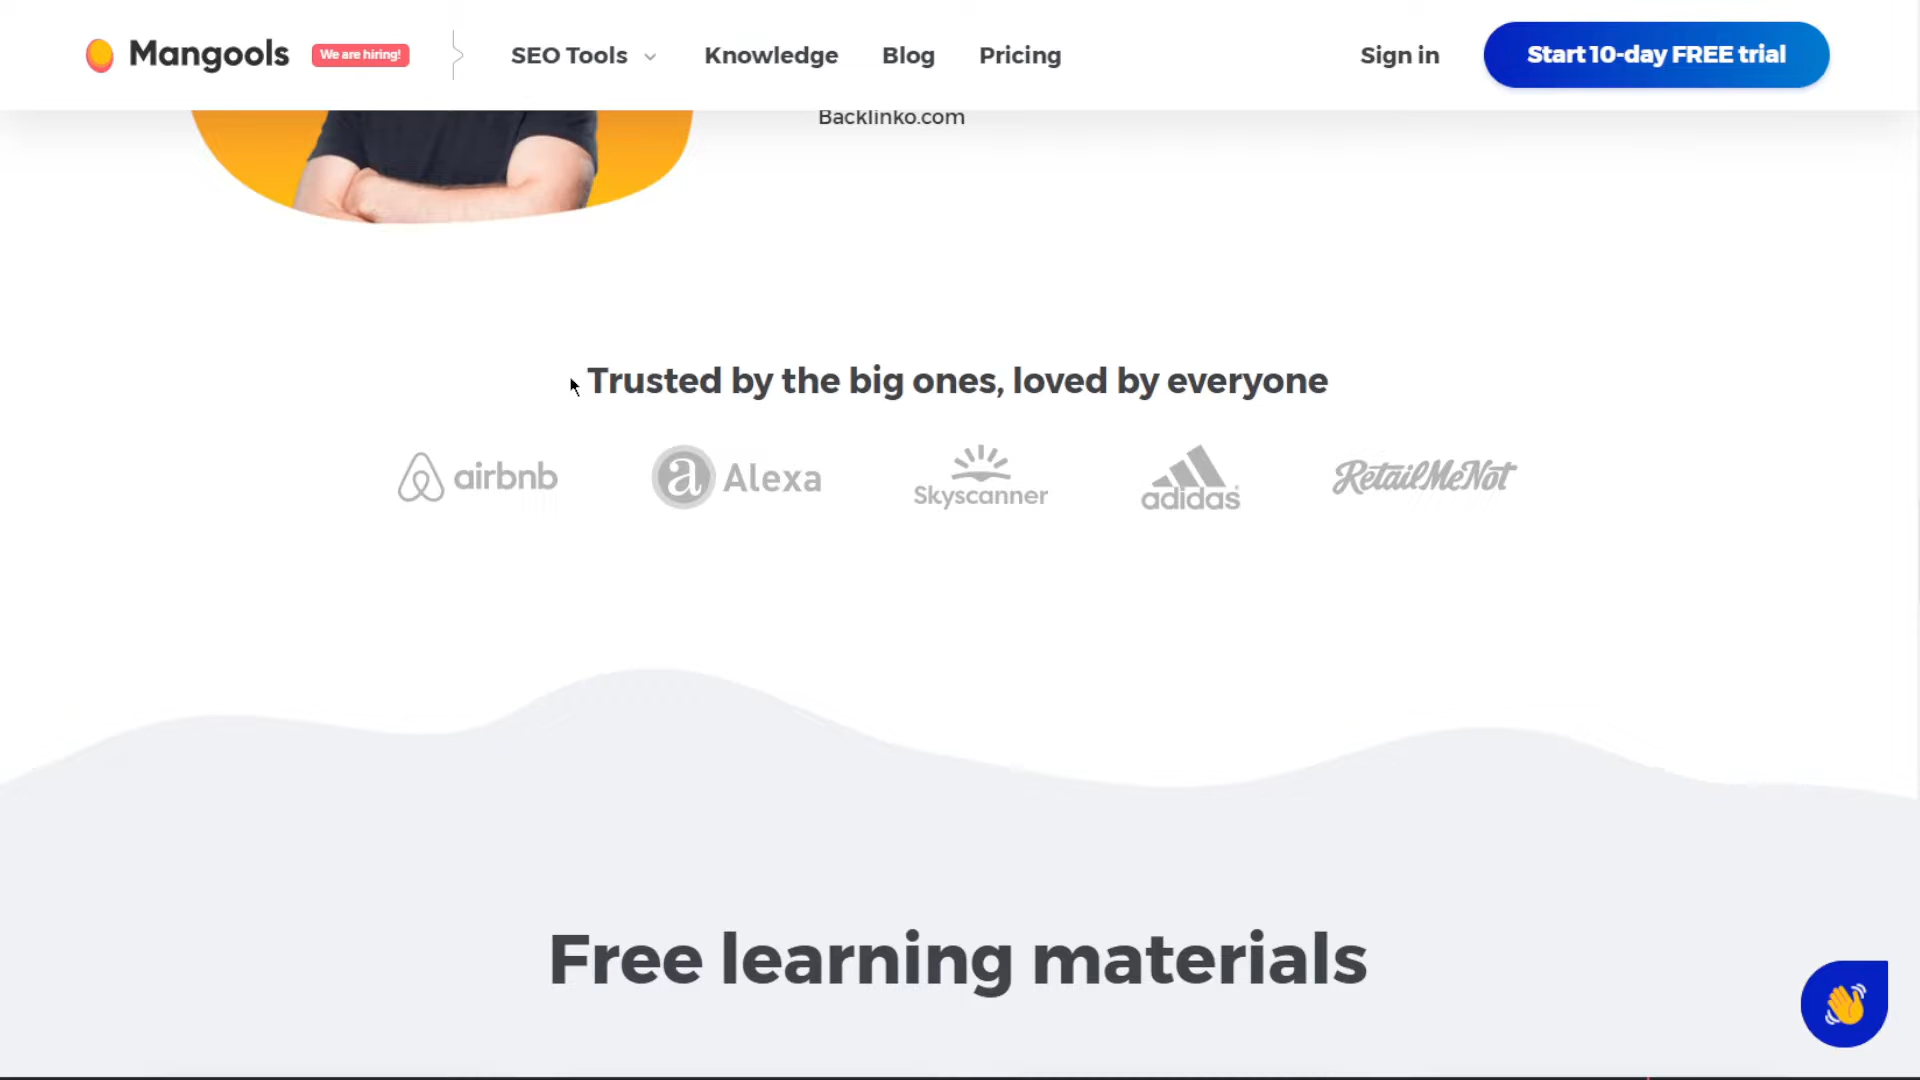 Mangools We are hiring! SEO Tools Knowledge Blog Pricing Sign in Start 10-day FREE trial
Backlinko.com
Trusted by the big ones, loved by everyone
airbnb Alexa Skyscanner adidas RetailMeNot
Free learning materials